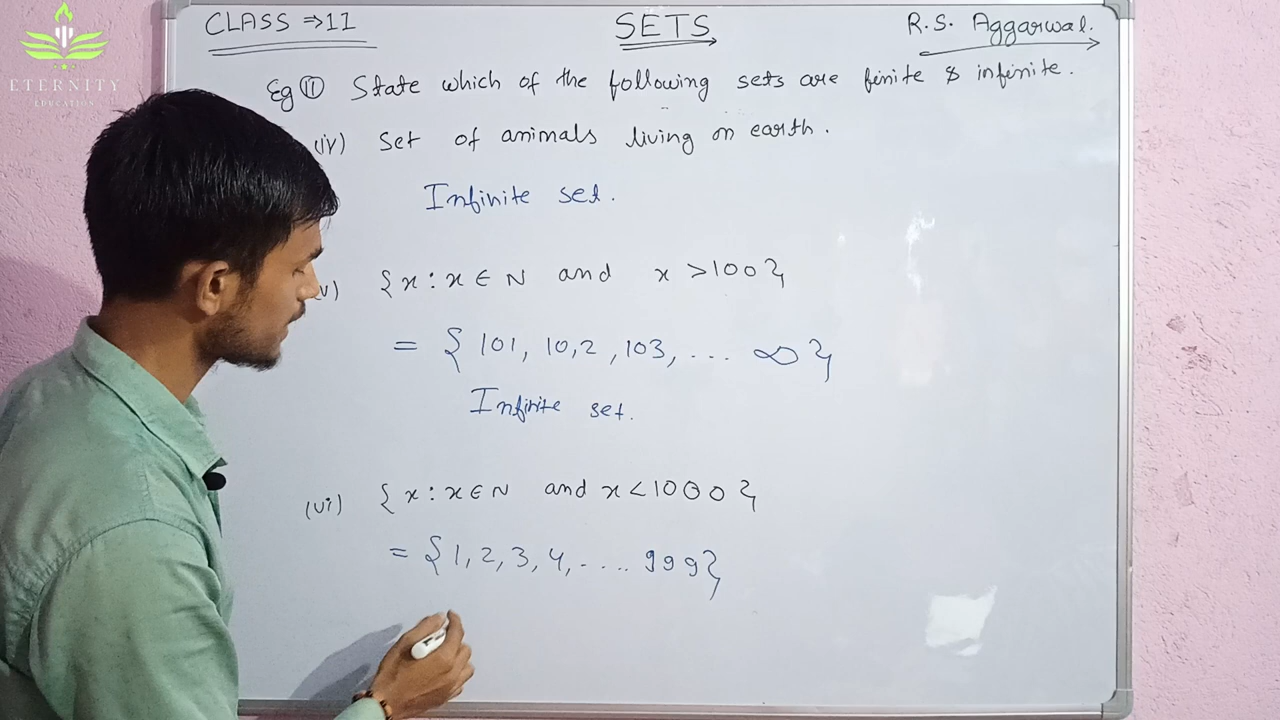 CLASS ⇒11 SETS R.S. Aggarwal.
ETERNITY
EDUCATION
Eg ⑪ State which of the following sets are finite & infinite.
(iv) Set of animals living on earth.
Infinite set.
v) {x : x ∈ N and x >100}
= { 101, 10,2 ,103, ... ∞ }
Infinite set.
(vi) { x : x ∈ N and x < 1000 }
= {1, 2, 3, 4, ..... 999}